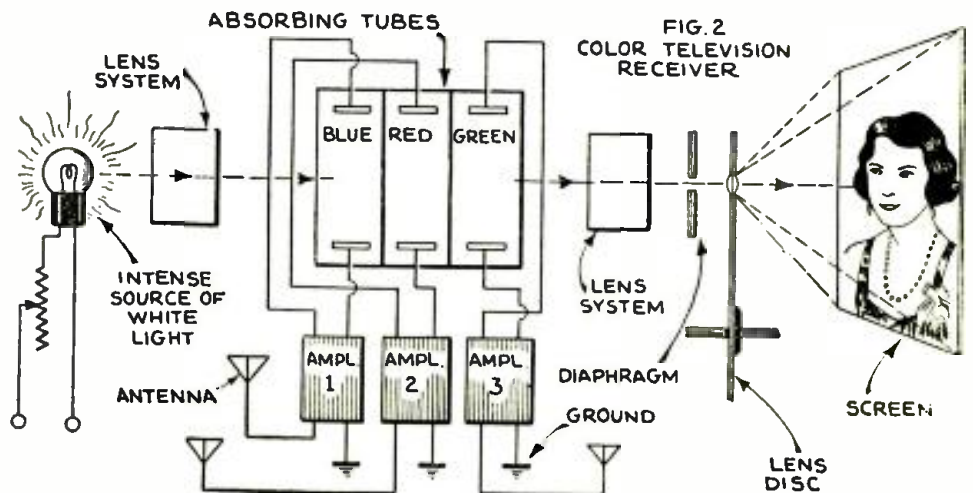 ABSORBING TUBES
FIG. 2
COLOR TELEVISION
RECEIVER
LENS
SYSTEM
BLUE
RED
GREEN
INTENSE
SOURCE OF
WHITE
LIGHT
LENS
SYSTEM
AMPL.
1
AMPL.
2
AMPL
3
DIAPHRAGM
ANTENNA
GROUND
SCREEN
LENS
DISC